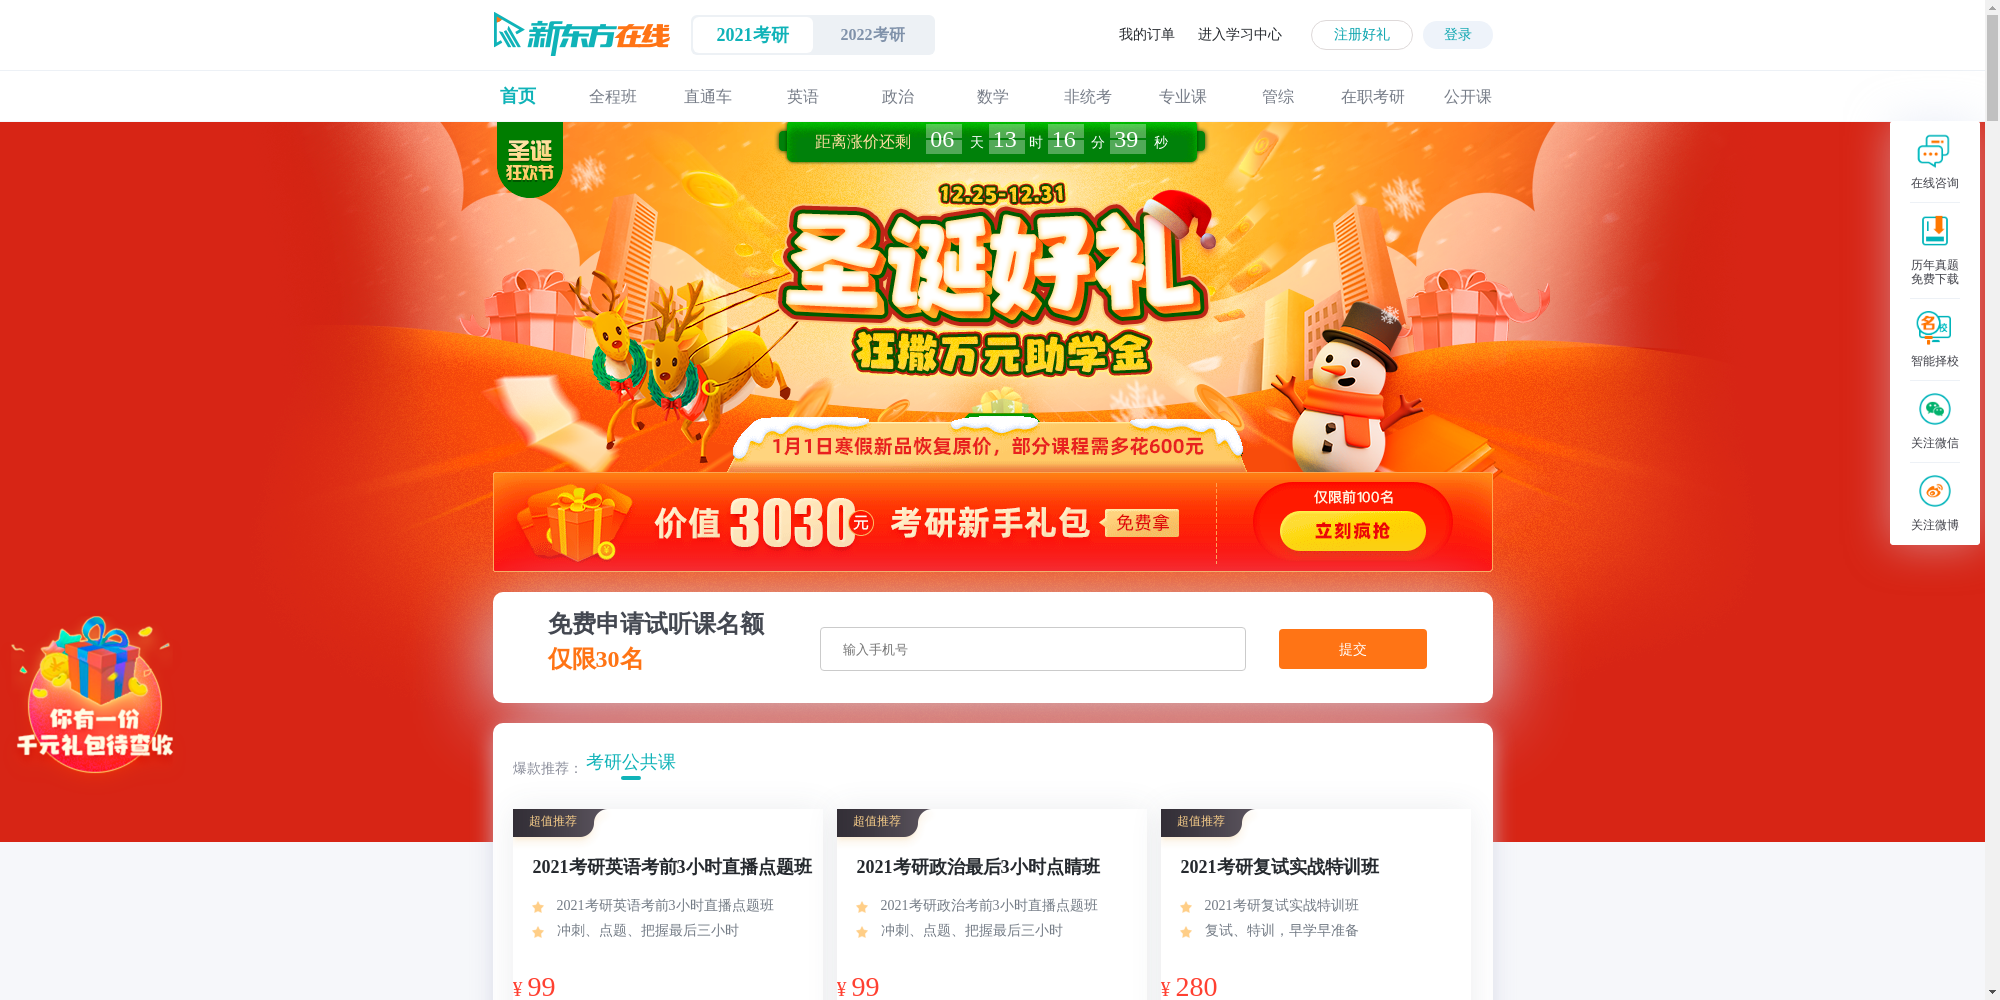 新东方在线
2021考研
2022考研
我的订单
进入学习中心
注册好礼
登录
首页
全程班
直通车
英语
政治
数学
非统考
专业课
管综
在职考研
公开课
圣诞
狂欢节
距离涨价还剩 06 天 13 时 16 分 39 秒
12.25-12.31
圣诞好礼
狂撒万元助学金
1月1日寒假新品恢复原价，部分课程需多花600元
价值3030元 考研新手礼包 免费拿
仅限前100名
立刻疯抢
在线咨询
历年真题
免费下载
名校
智能择校
关注微信
关注微博
你有一份
千元礼包待查收
免费申请试听课名额
仅限30名
输入手机号
提交
爆款推荐：
考研公共课
超值推荐
2021考研英语考前3小时直播点题班
2021考研英语考前3小时直播点题班
冲刺、点题、把握最后三小时
¥ 99
超值推荐
2021考研政治最后3小时点睛班
2021考研政治考前3小时直播点题班
冲刺、点题、把握最后三小时
¥ 99
超值推荐
2021考研复试实战特训班
2021考研复试实战特训班
复试、特训，早学早准备
¥ 280